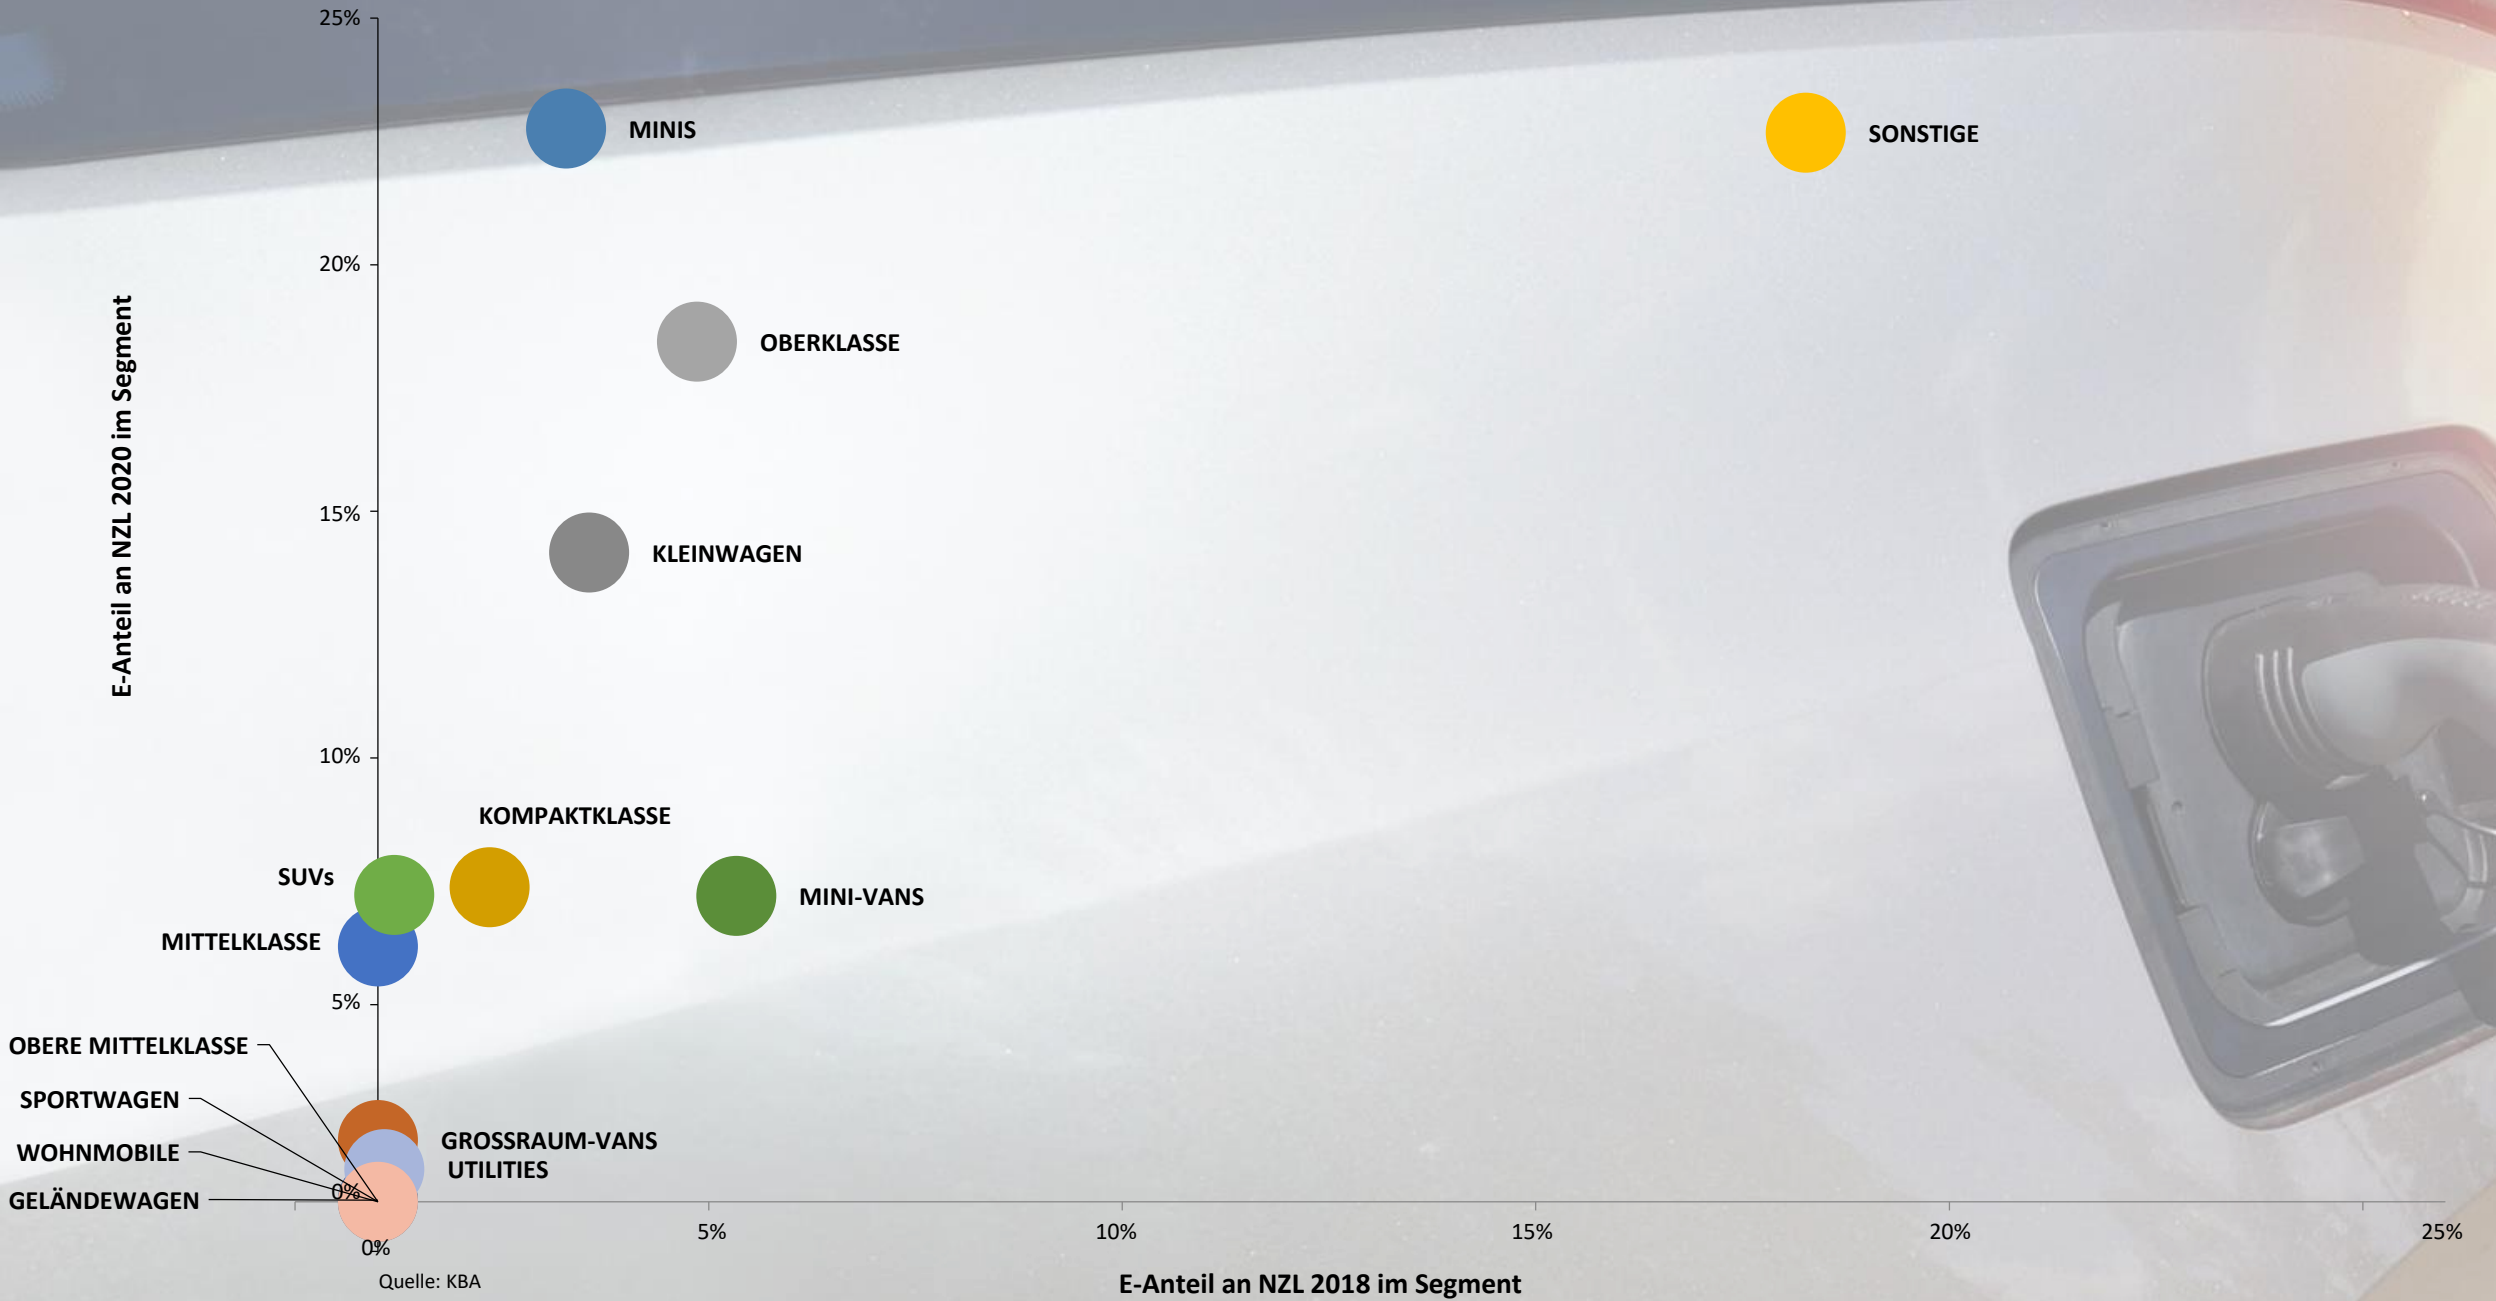 25%
MINIS
SONSTIGE
20%
E-Anteil an NZL 2020 im Segment
OBERKLASSE
15%
KLEINWAGEN
10%
KOMPAKTKLASSE
SUVs
MINI-VANS
MITTELKLASSE
5%
OBERE MITTELKLASSE
SPORTWAGEN
GROSSRAUM-VANS
WOHNMOBILE
UTILITIES
0%
GELÄNDEWAGEN
0%
5%
10%
15%
20%
25%
Quelle: KBA
E-Anteil an NZL 2018 im Segment